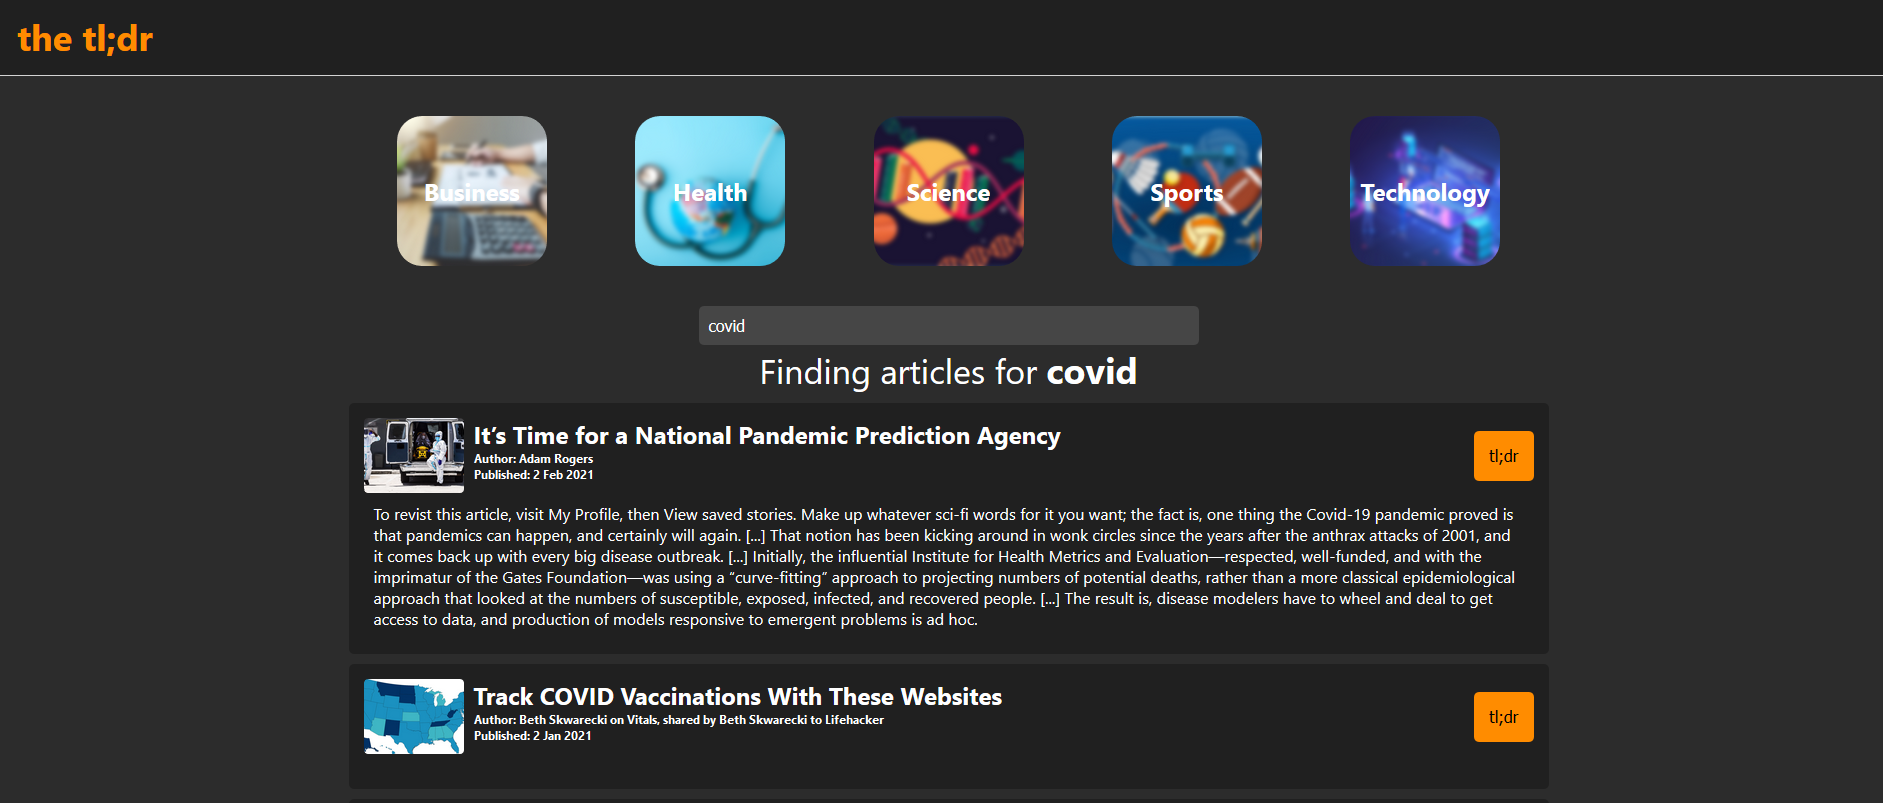 the tl;dr
Business
Health
Science
Sports
Technology
covid
Finding articles for covid
It’s Time for a National Pandemic Prediction Agency
Author: Adam Rogers
Published: 2 Feb 2021
tl;dr
To revist this article, visit My Profile, then View saved stories. Make up whatever sci-fi words for it you want; the fact is, one thing the Covid-19 pandemic proved is
that pandemics can happen, and certainly will again. [...] That notion has been kicking around in wonk circles since the years after the anthrax attacks of 2001, and
it comes back up with every big disease outbreak. [...] Initially, the influential Institute for Health Metrics and Evaluation—respected, well-funded, and with the
imprimatur of the Gates Foundation—was using a “curve-fitting” approach to projecting numbers of potential deaths, rather than a more classical epidemiological
approach that looked at the numbers of susceptible, exposed, infected, and recovered people. [...] The result is, disease modelers have to wheel and deal to get
access to data, and production of models responsive to emergent problems is ad hoc.
Track COVID Vaccinations With These Websites
Author: Beth Skwarecki on Vitals, shared by Beth Skwarecki to Lifehacker
Published: 2 Jan 2021
tl;dr